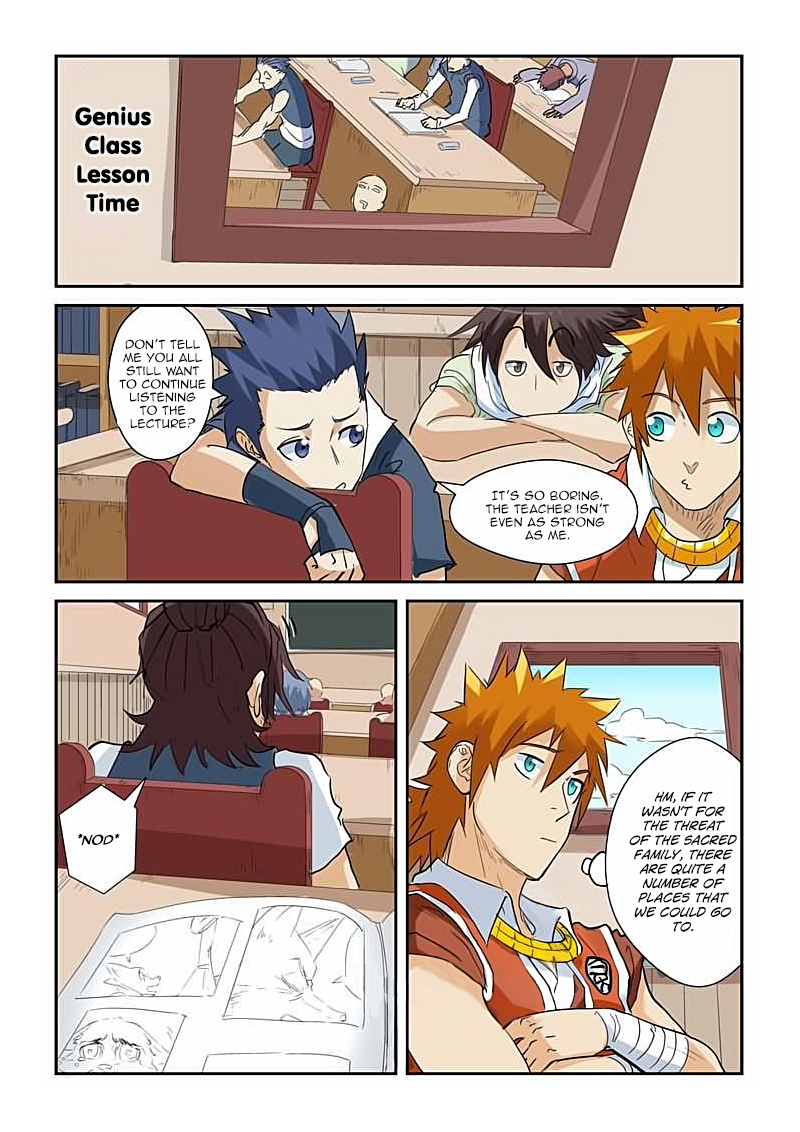 Genius
Class
Lesson
Time
DON'T TELL
ME YOU ALL
STILL WANT
TO CONTINUE
LISTENING
TO THE
LECTURE?
IT'S SO BORING.
THE TEACHER ISN'T
EVEN AS STRONG
AS ME.
*NOD*
HM, IF IT
WASN'T FOR
THE THREAT
OF THE SACRED
FAMILY, THERE
ARE QUITE A
NUMBER OF
PLACES THAT
WE COULD GO
TO.